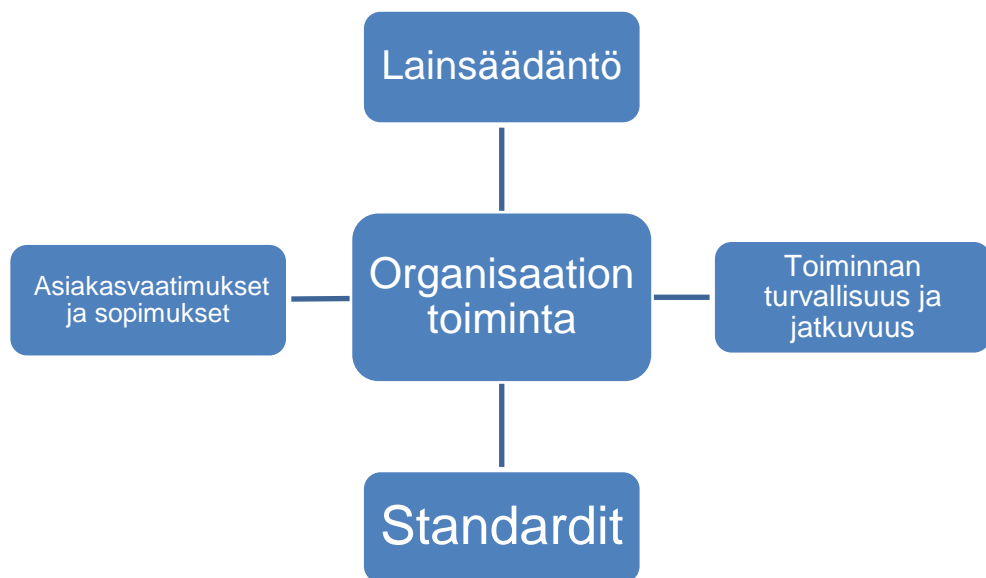 Lainsäädäntö
Asiakasvaatimukset
ja sopimukset
Organisaation
toiminta
Toiminnan
turvallisuus ja
jatkuvuus
Standardit